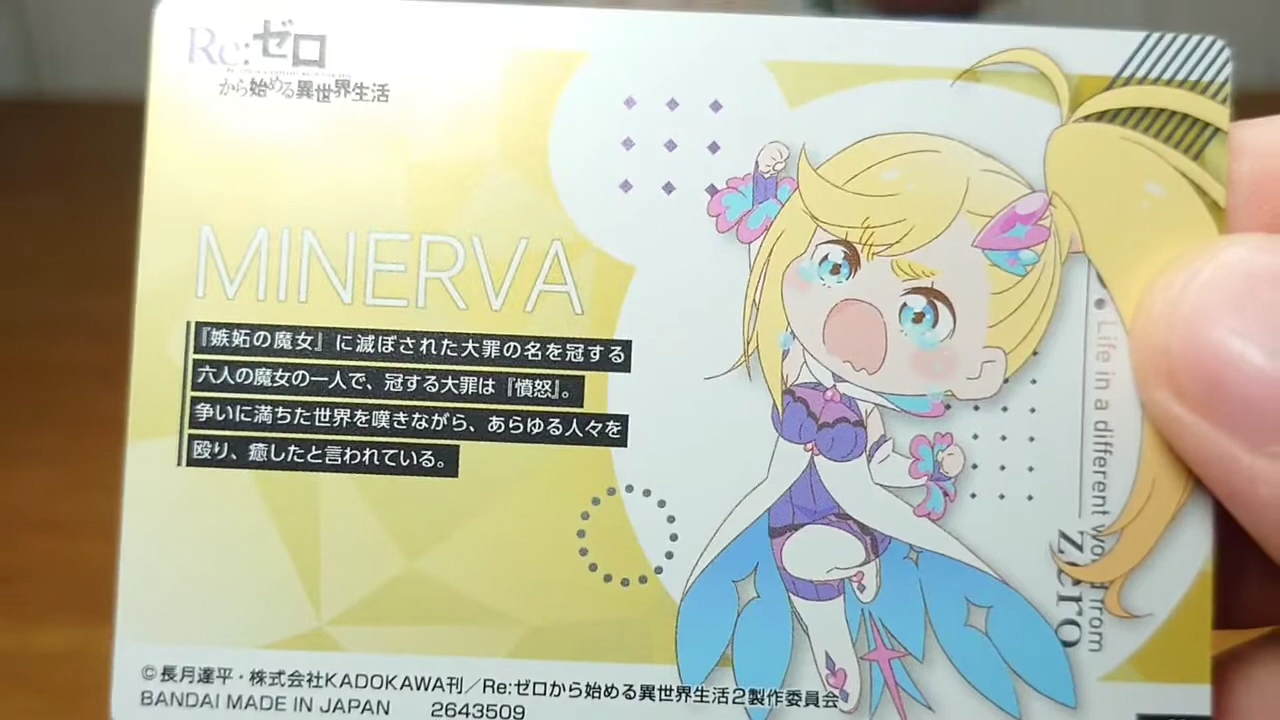 Re:ゼロ
から始める異世界生活
MINERVA
『嫉妬の魔女』に滅ぼされた大罪の名を冠する
六人の魔女の一人で、冠する大罪は『憤怒』。
争いに満ちた世界を嘆きながら、あらゆる人々を
殴り、癒したと言われている。
Life in a different from
zero
©長月達平・株式会社KADOKAWA刊／Re:ゼロから始める異世界生活2製作委員会
BANDAI MADE IN JAPAN 2643509